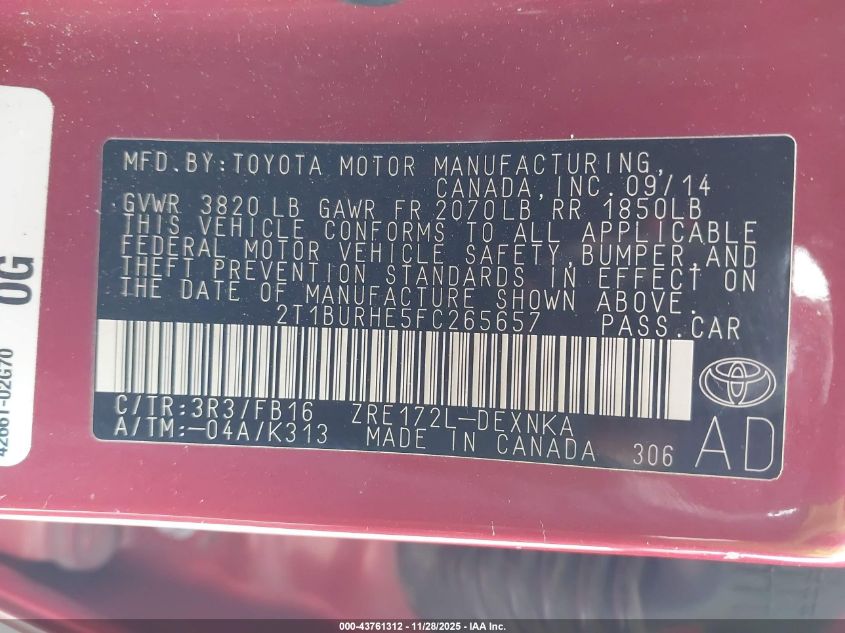 MFD.BY:TOYOTA MOTOR MANUFACTURING,
CANADA,INC. 09/14
GVWR 3820 LB GAWR FR 2070LB RR 1850LB
THIS VEHICLE CONFORMS TO ALL APPLICABLE
FEDERAL MOTOR VEHICLE SAFETY,BUMPER,AND
THEFT PREVENTION STANDARDS IN EFFECT ON
THE DATE OF MANUFACTURE SHOWN ABOVE.
2T1BURHE5FC265657 PASS.CAR
C/TR:3R3/FB16 ZRE172L-DEXNKA
A/TM:-04A/K313 MADE IN CANADA 306
AD
0G
42661-02G70
000-43761312 | 11/28/2025 - IAA Inc.